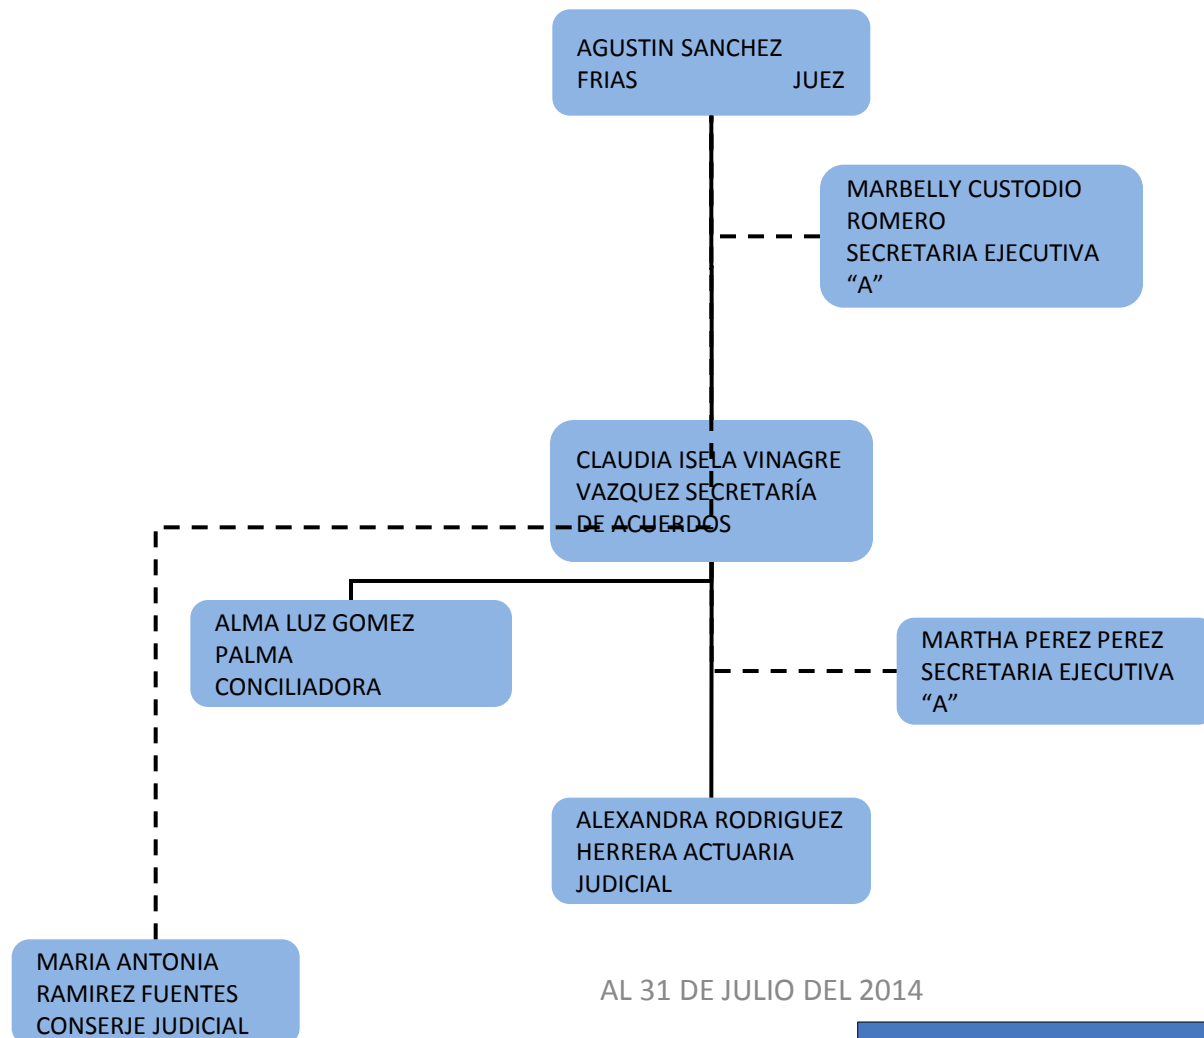 AGUSTIN SANCHEZ
FRIAS JUEZ
MARBELLY CUSTODIO
ROMERO
SECRETARIA EJECUTIVA
“A”
CLAUDIA ISELA VINAGRE
VAZQUEZ SECRETARÍA
DE ACUERDOS
ALMA LUZ GOMEZ
PALMA
CONCILIADORA
MARTHA PEREZ PEREZ
SECRETARIA EJECUTIVA
“A”
ALEXANDRA RODRIGUEZ
HERRERA ACTUARIA
JUDICIAL
MARIA ANTONIA
RAMIREZ FUENTES
CONSERJE JUDICIAL
AL 31 DE JULIO DEL 2014